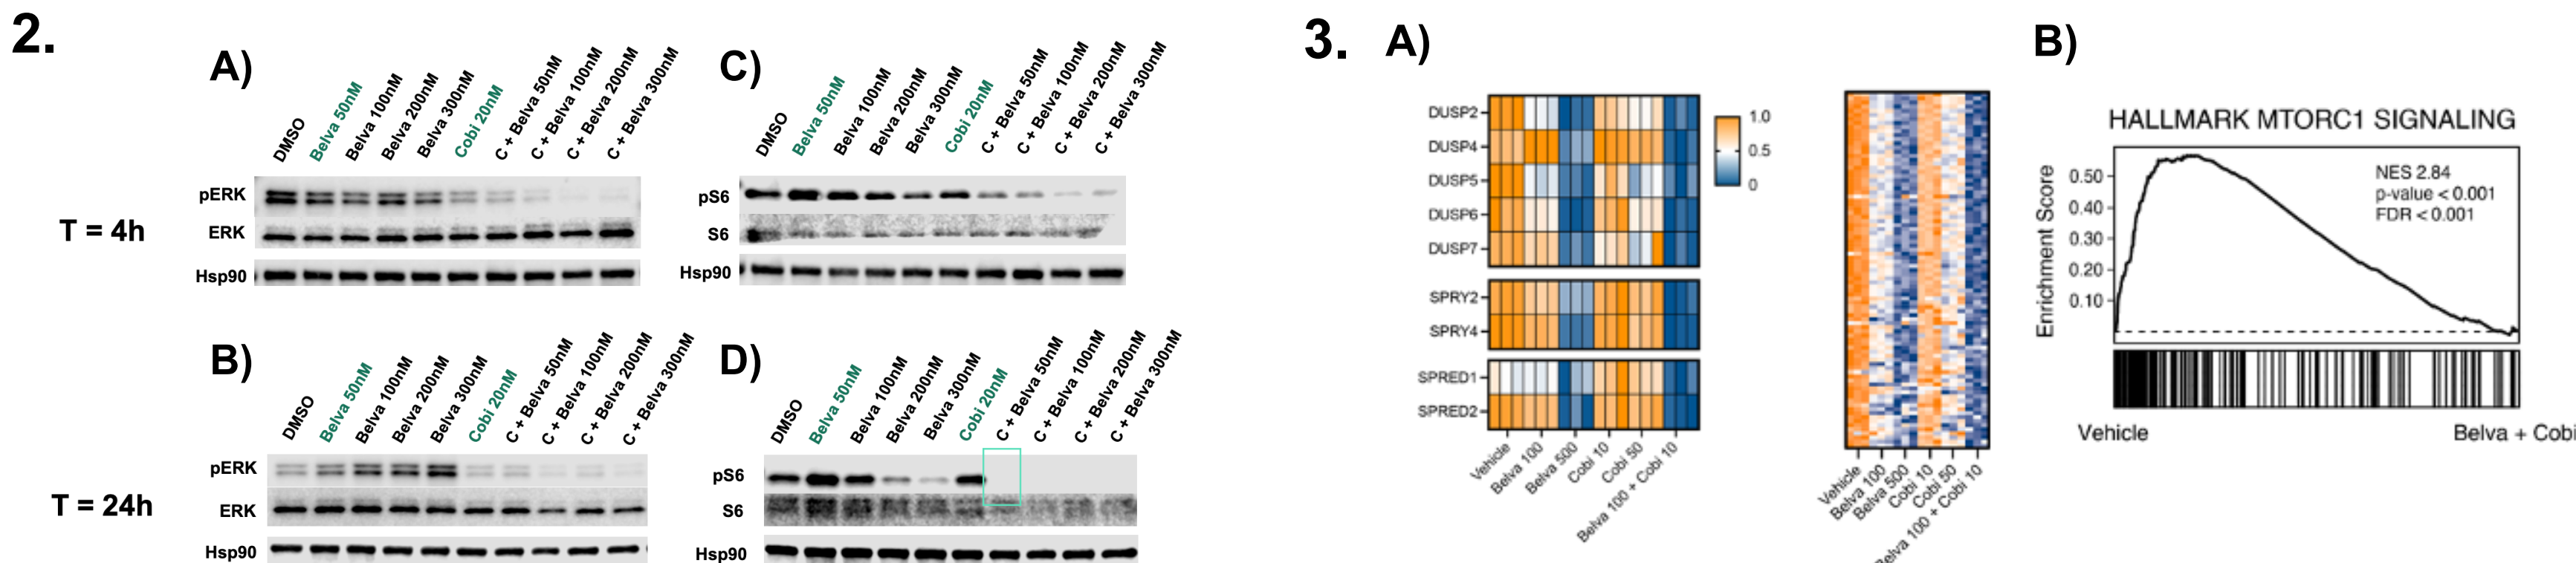 2.
A)
DMSO
Belva 50nM
Belva 100nM
Belva 200nM
Belva 300nM
Cobi 20nM
C + Belva 50nM
C + Belva 100nM
C + Belva 200nM
C + Belva 300nM
T = 4h
pERK
ERK
Hsp90
C)
DMSO
Belva 50nM
Belva 100nM
Belva 200nM
Belva 300nM
Cobi 20nM
C + Belva 50nM
C + Belva 100nM
C + Belva 200nM
C + Belva 300nM
pS6
S6
Hsp90
B)
DMSO
Belva 50nM
Belva 100nM
Belva 200nM
Belva 300nM
Cobi 20nM
C + Belva 50nM
C + Belva 100nM
C + Belva 200nM
C + Belva 300nM
T = 24h
pERK
ERK
Hsp90
D)
DMSO
Belva 50nM
Belva 100nM
Belva 200nM
Belva 300nM
Cobi 20nM
C + Belva 50nM
C + Belva 100nM
C + Belva 200nM
C + Belva 300nM
pS6
S6
Hsp90
3.
A)
DUSP2
DUSP4
DUSP5
DUSP6
DUSP7
SPRY2
SPRY4
SPRED1
SPRED2
1.0
0.5
0
Vehicle
Belva 100
Belva 500
Cobi 10
Cobi 50
Belva 100 + Cobi 10
Vehicle
Belva 100
Belva 500
Cobi 10
Cobi 50
Belva 100 + Cobi 10
B)
HALLMARK MTORC1 SIGNALING
Enrichment Score
0.50
0.40
0.30
0.20
0.10
NES 2.84
p-value < 0.001
FDR < 0.001
Vehicle
Belva + Cobi